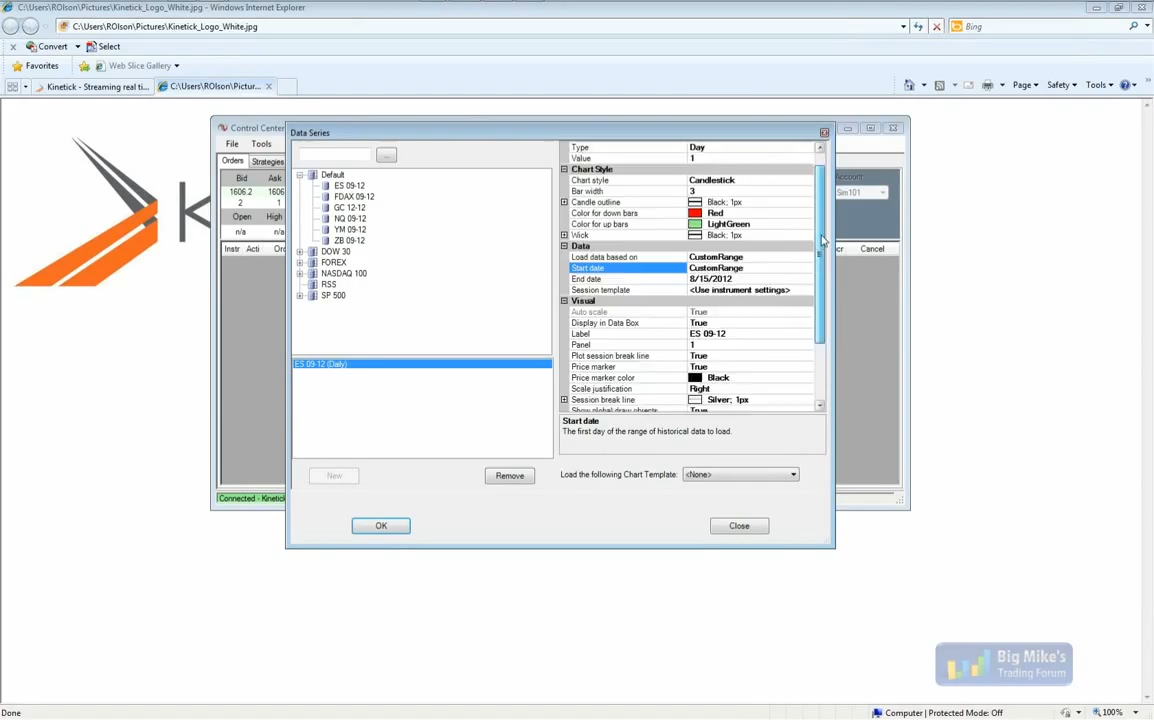 C:\Users\ROlson\Pictures\Kinetick_Logo_White.jpg - Windows Internet Explorer
C:\Users\ROlson\Pictures\Kinetick_Logo_White.jpg
Bing
Convert
Select
Favorites
Web Slice Gallery
Kinetick - Streaming real ti...
C:\Users\ROlson\Pictur...
Page
Safety
Tools
Control Center
File Tools
Orders Strategies
Bid Ask
1606.2 1606
2 1
Open High
n/a n/a
Instr Acti Or
Connected - Kinetic
K
Account:
Sim101
cr Cancel
Data Series
...
Default
ES 09-12
FDAX 09-12
GC 12-12
NQ 09-12
YM 09-12
ZB 09-12
DOW 30
FOREX
NASDAQ 100
RSS
SP 500
ES 09-12 (Daily)
New
Remove
OK
Type Day
Value 1
Chart Style
Chart style Candlestick
Bar width 3
Candle outline Black; 1px
Color for down bars Red
Color for up bars LightGreen
Wick Black; 1px
Data
Load data based on CustomRange
Start date CustomRange
End date 8/15/2012
Session template <Use instrument settings>
Visual
Auto scale True
Display in Data Box True
Label ES 09-12
Panel 1
Plot session break line True
Price marker True
Price marker color Black
Scale justification Right
Session break line Silver; 1px
Show global draw objects True
Start date
The first day of the range of historical data to load.
Load the following Chart Template: <None>
Close
Big Mike's
Trading Forum
Done
Computer | Protected Mode: Off
100%